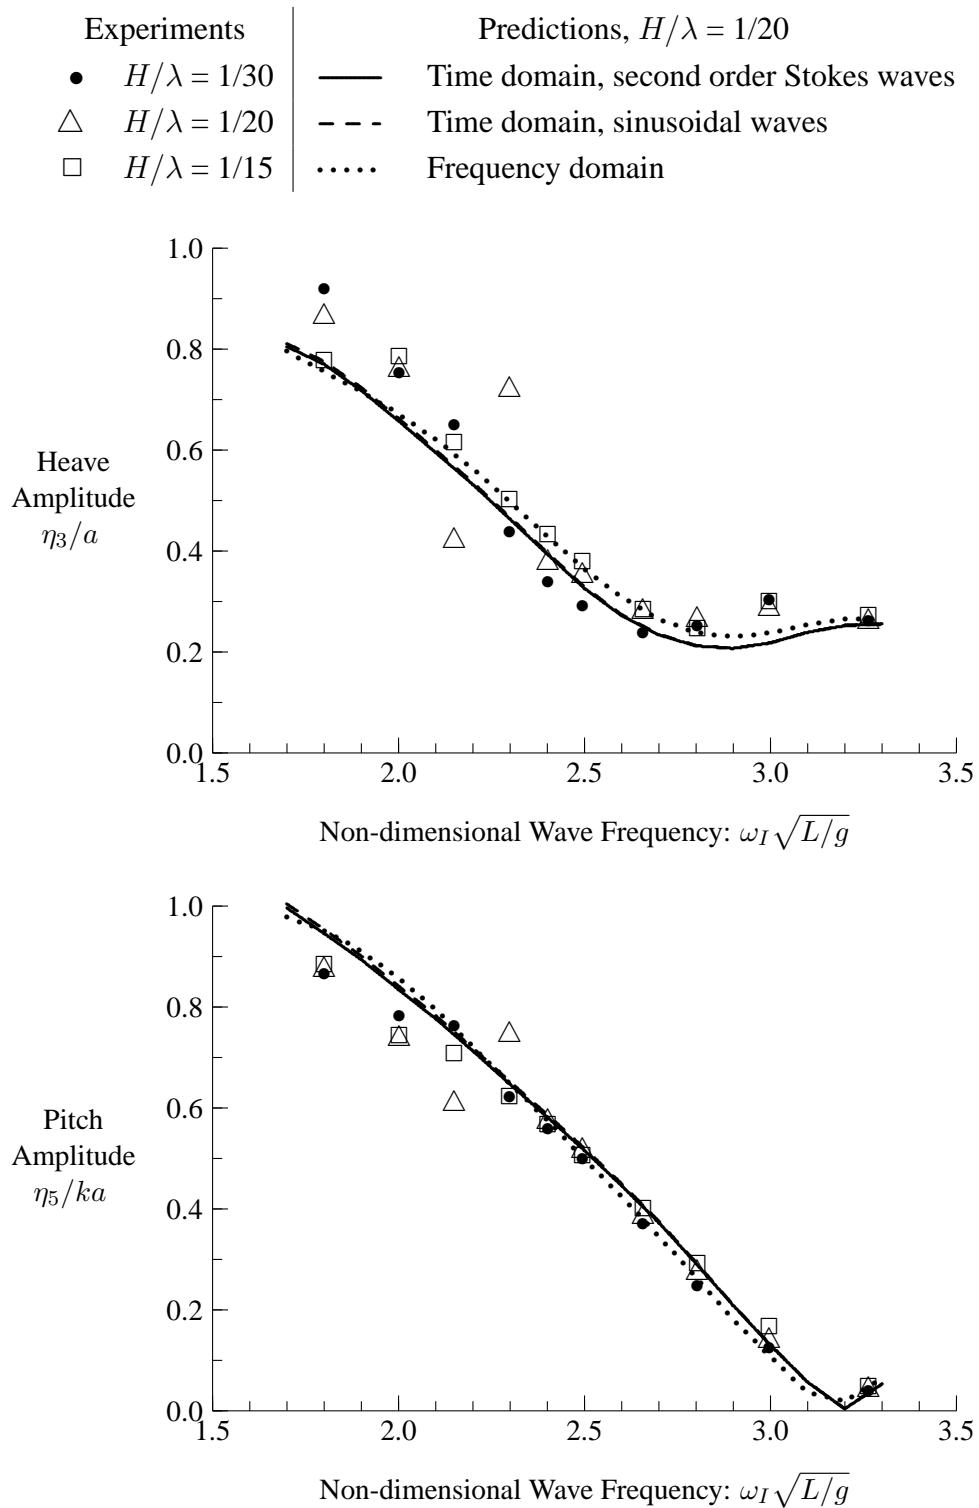 Experiments Predictions, H/λ = 1/20
H/λ = 1/30 Time domain, second order Stokes waves
H/λ = 1/20 Time domain, sinusoidal waves
H/λ = 1/15 Frequency domain
1.0
0.8
0.6
Heave
Amplitude
η₃/a
0.4
0.2
0.0
1.5 2.0 2.5 3.0 3.5
Non-dimensional Wave Frequency: ω_I√L/g
1.0
0.8
0.6
Pitch
Amplitude
η₅/ka
0.4
0.2
0.0
1.5 2.0 2.5 3.0 3.5
Non-dimensional Wave Frequency: ω_I√L/g